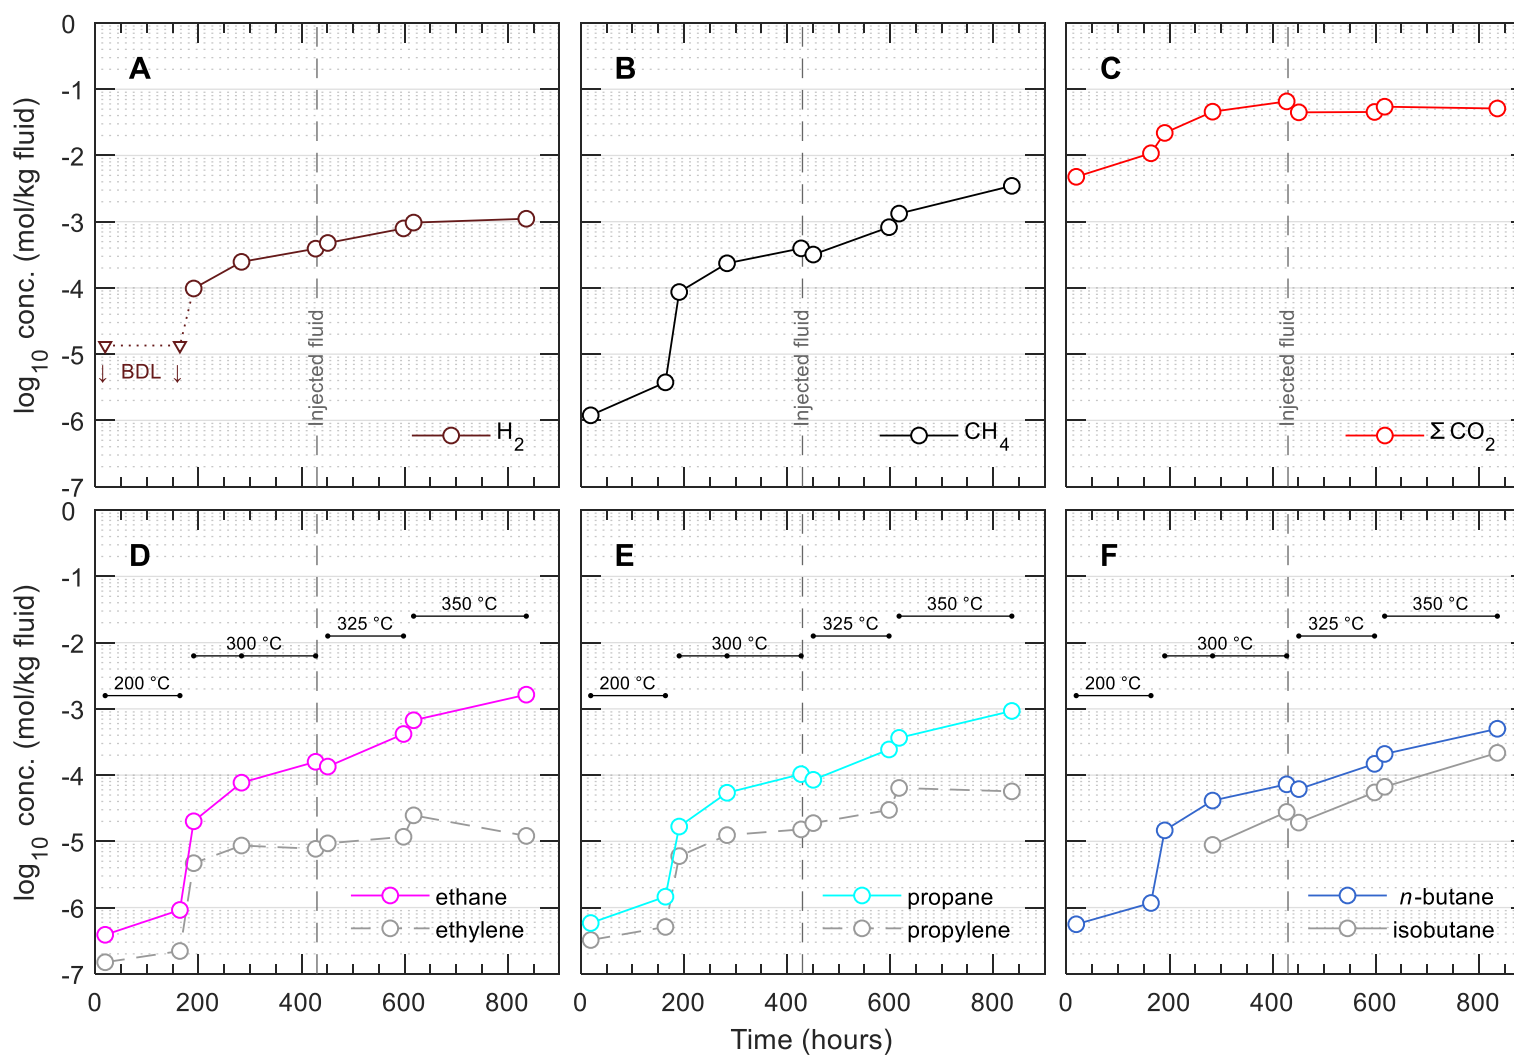 A
B
C
0
-1
-2
-3
-4
-5
-6
-7
log10 conc. (mol/kg fluid)
↓ BDL ↓
Injected fluid
Injected fluid
Injected fluid
H2
CH4
Σ CO2
D
E
F
0
-1
-2
-3
-4
-5
-6
-7
log10 conc. (mol/kg fluid)
200 °C
300 °C
325 °C
350 °C
200 °C
300 °C
325 °C
350 °C
200 °C
300 °C
325 °C
350 °C
ethane
ethylene
propane
propylene
n-butane
isobutane
0 200 400 600 800
0 200 400 600 800
0 200 400 600 800
Time (hours)